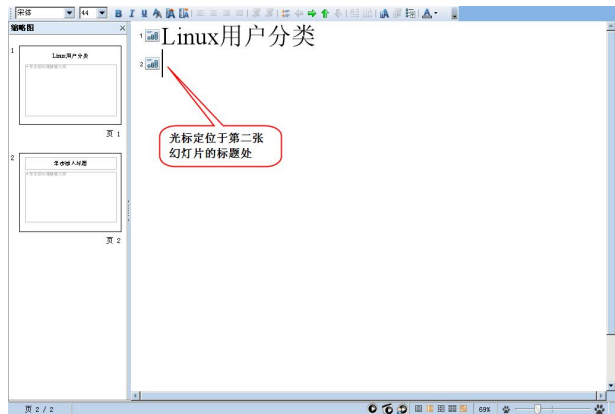 宋体 44
缩略图
1
Linux用户分类
页 1
2
单击插入标题
页 2
1 Linux用户分类
2
光标定位于第二张
幻灯片的标题处
页 2 / 2
69%